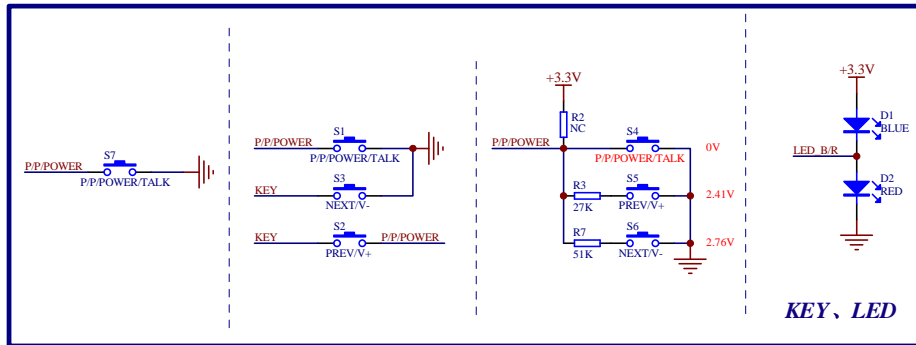 S7
P/P/POWER
P/P/POWER/TALK
S1
P/P/POWER
P/P/POWER/TALK
S3
KEY
NEXT/V-
S2
KEY
P/P/POWER
PREV/V+
+3.3V
R2
NC
S4
P/P/POWER
P/P/POWER/TALK
0V
R3
S5
27K
PREV/V+
2.41V
R7
S6
51K
NEXT/V-
2.76V
+3.3V
D1
BLUE
LED_B/R
D2
RED
KEY、LED